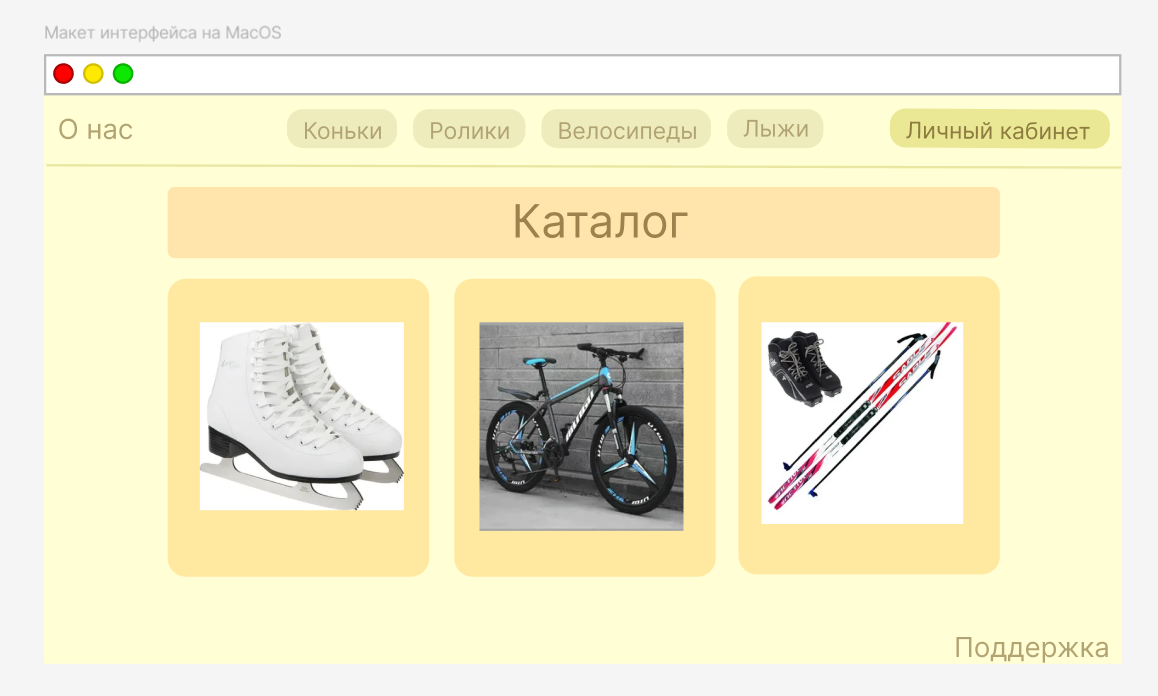 Макет интерфейса на MacOS
О нас
Коньки
Ролики
Велосипеды
Лыжи
Личный кабинет
Каталог
Поддержка